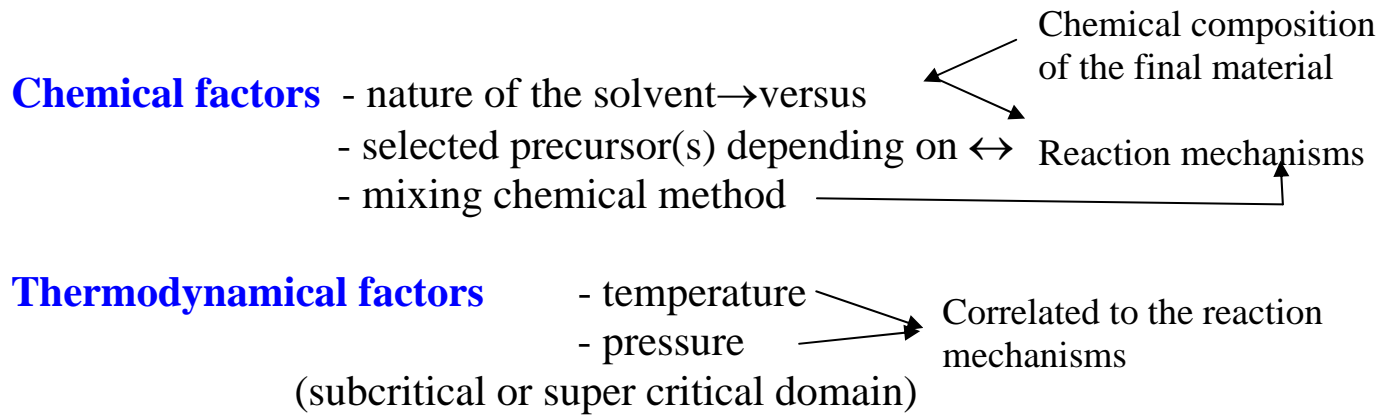 Chemical composition
of the final material
Chemical factors - nature of the solvent→versus
- selected precursor(s) depending on ↔ Reaction mechanisms
- mixing chemical method
Thermodynamical factors - temperature
- pressure
Correlated to the reaction
mechanisms
(subcritical or super critical domain)